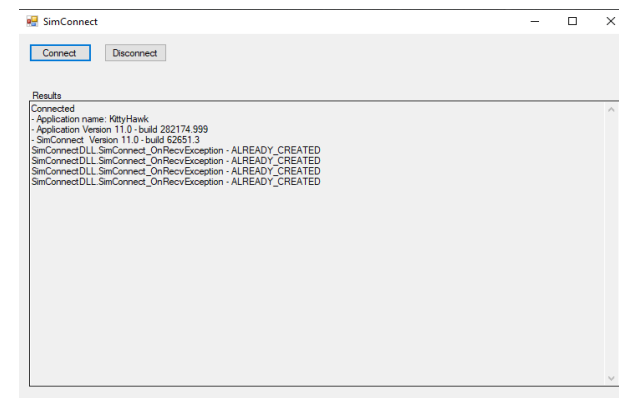 SimConnect
Connect Disconnect
Results
Connected
- Application name: KittyHawk
- Application Version 11.0 - build 282174.999
- SimConnect  Version 11.0 - build 62651.3
SimConnectDLL.SimConnect_OnRecvException - ALREADY_CREATED
SimConnectDLL.SimConnect_OnRecvException - ALREADY_CREATED
SimConnectDLL.SimConnect_OnRecvException - ALREADY_CREATED
SimConnectDLL.SimConnect_OnRecvException - ALREADY_CREATED